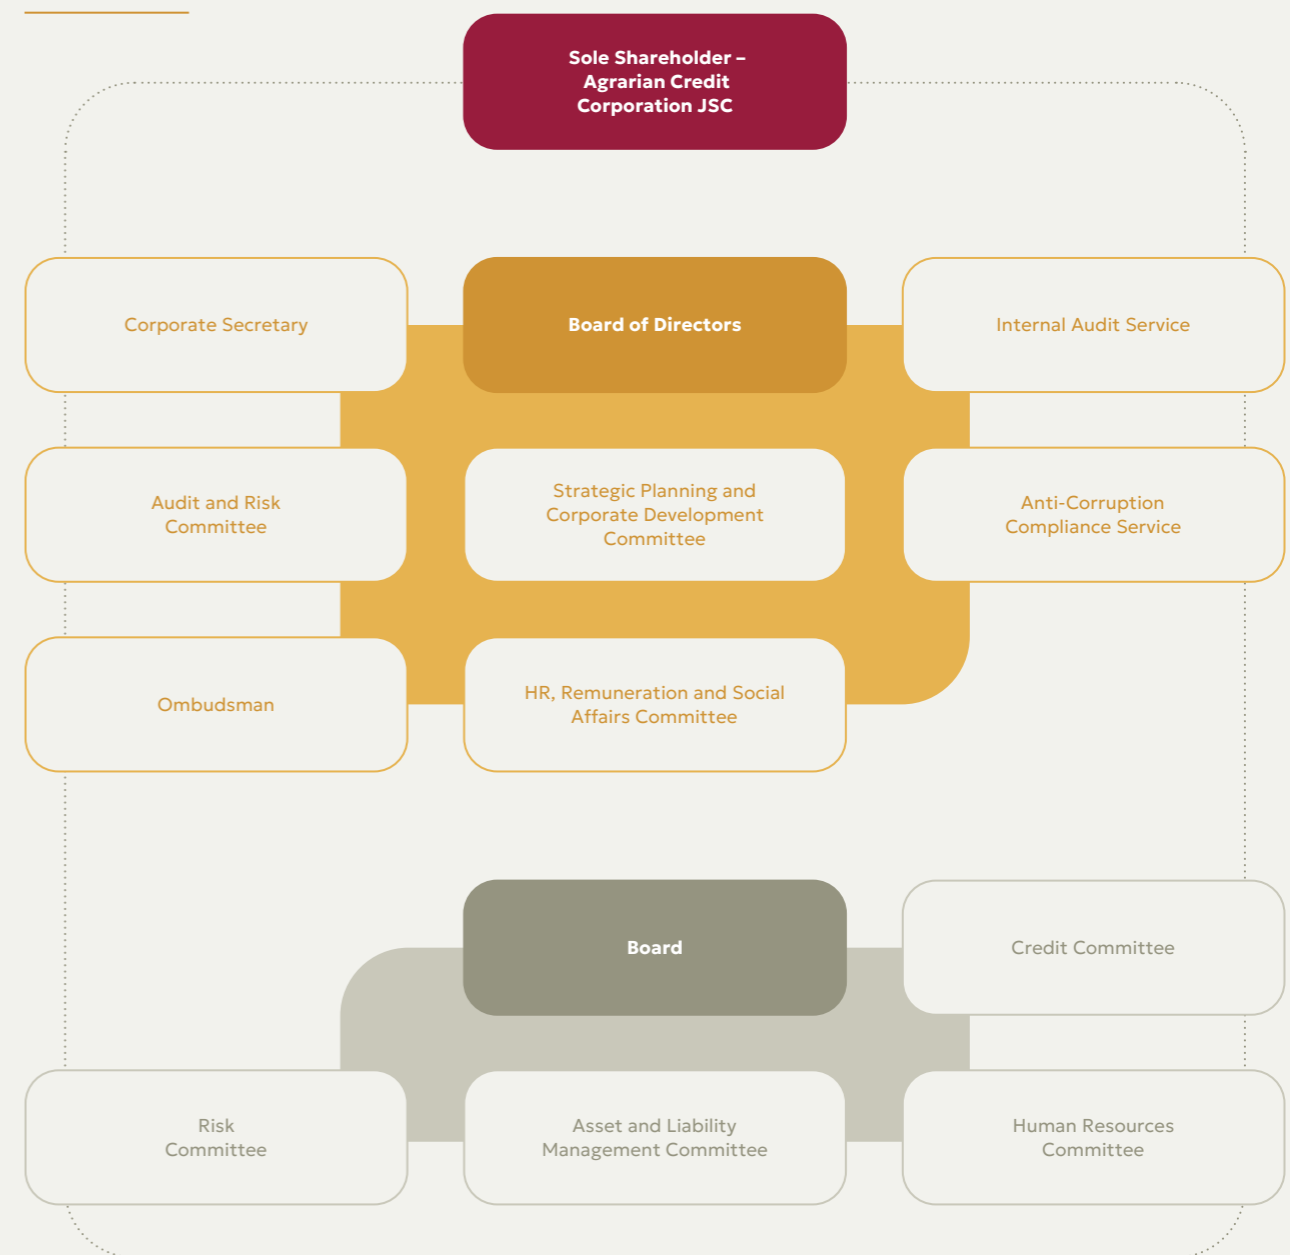 Sole Shareholder –
Agrarian Credit
Corporation JSC
Corporate Secretary
Board of Directors
Internal Audit Service
Audit and Risk
Committee
Strategic Planning and
Corporate Development
Committee
Anti-Corruption
Compliance Service
Ombudsman
HR, Remuneration and Social
Affairs Committee
Board
Credit Committee
Risk
Committee
Asset and Liability
Management Committee
Human Resources
Committee